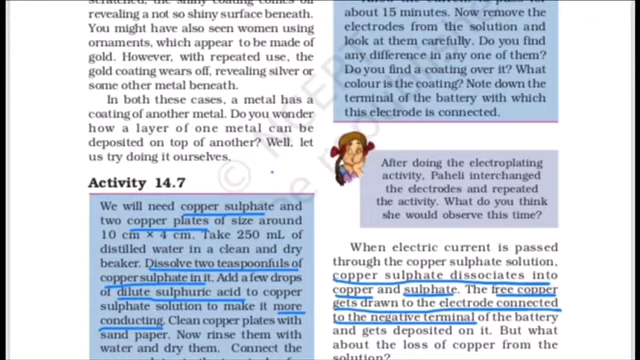 scratched, the shiny coating comes off
revealing a not so shiny surface beneath.
You might have also seen women using
ornaments, which appear to be made of
gold. However, with repeated use, the
gold coating wears off, revealing silver or
some other metal beneath.
In both these cases, a metal has a
coating of another metal. Do you wonder
how a layer of one metal can be
deposited on top of another? Well, let
us try doing it ourselves.
Activity 14.7
We will need copper sulphate and
two copper plates of size around
10 cm × 4 cm. Take 250 mL of
distilled water in a clean and dry
beaker. Dissolve two teaspoonfuls of
copper sulphate in it. Add a few drops
of dilute sulphuric acid to copper
sulphate solution to make it more
conducting. Clean copper plates with
sand paper. Now rinse them with
water and dry them. Connect the
about 15 minutes. Now remove the
electrodes from the solution and
look at them carefully. Do you find
any difference in any one of them?
Do you find a coating over it? What
colour is the coating? Note down the
terminal of the battery with which
this electrode is connected.
After doing the electroplating
activity, Paheli interchanged
the electrodes and repeated
the activity. What do you think
she would observe this time?
When electric current is passed
through the copper sulphate solution,
copper sulphate dissociates into
copper and sulphate. The free copper
gets drawn to the electrode connected
to the negative terminal of the battery
and gets deposited on it. But what
about the loss of copper from the
solution?